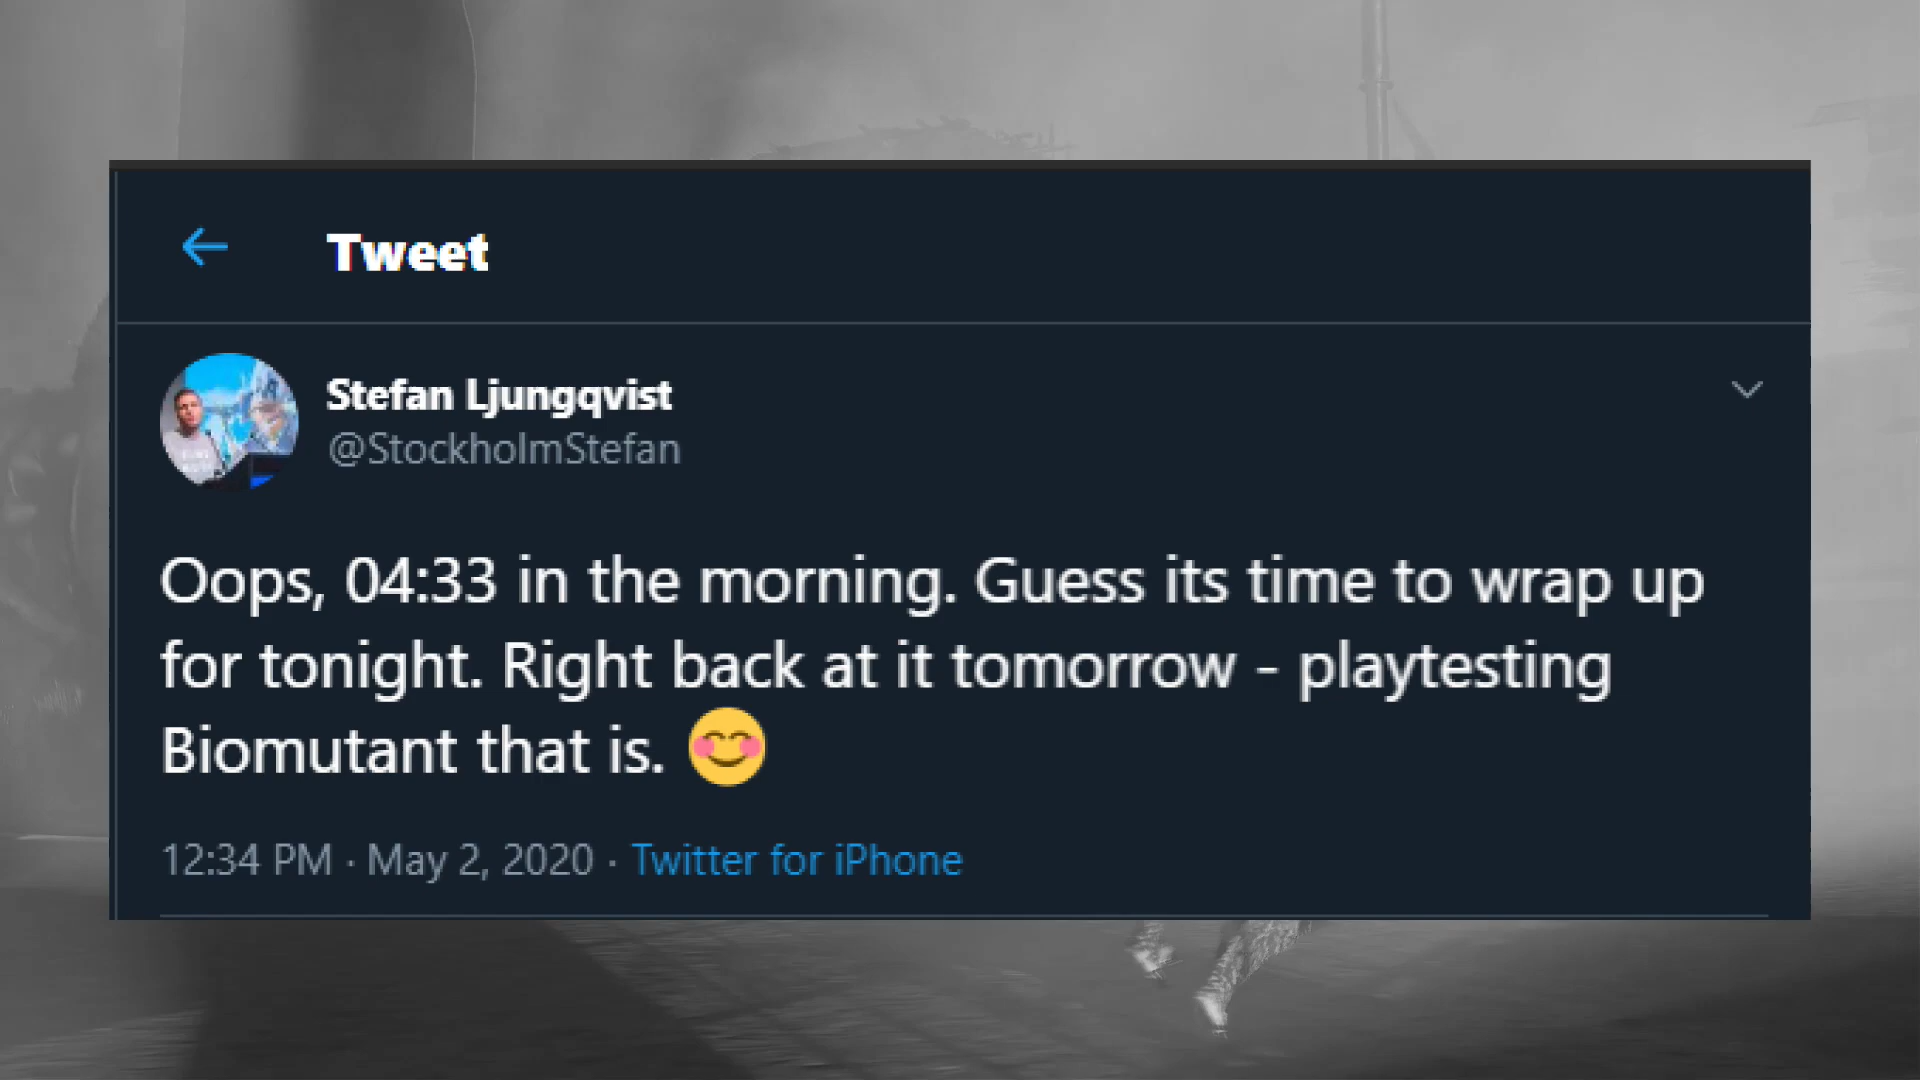 Tweet
Stefan Ljungqvist
@StockholmStefan
Oops, 04:33 in the morning. Guess its time to wrap up
for tonight. Right back at it tomorrow - playtesting
Biomutant that is. 😊
12:34 PM · May 2, 2020 · Twitter for iPhone